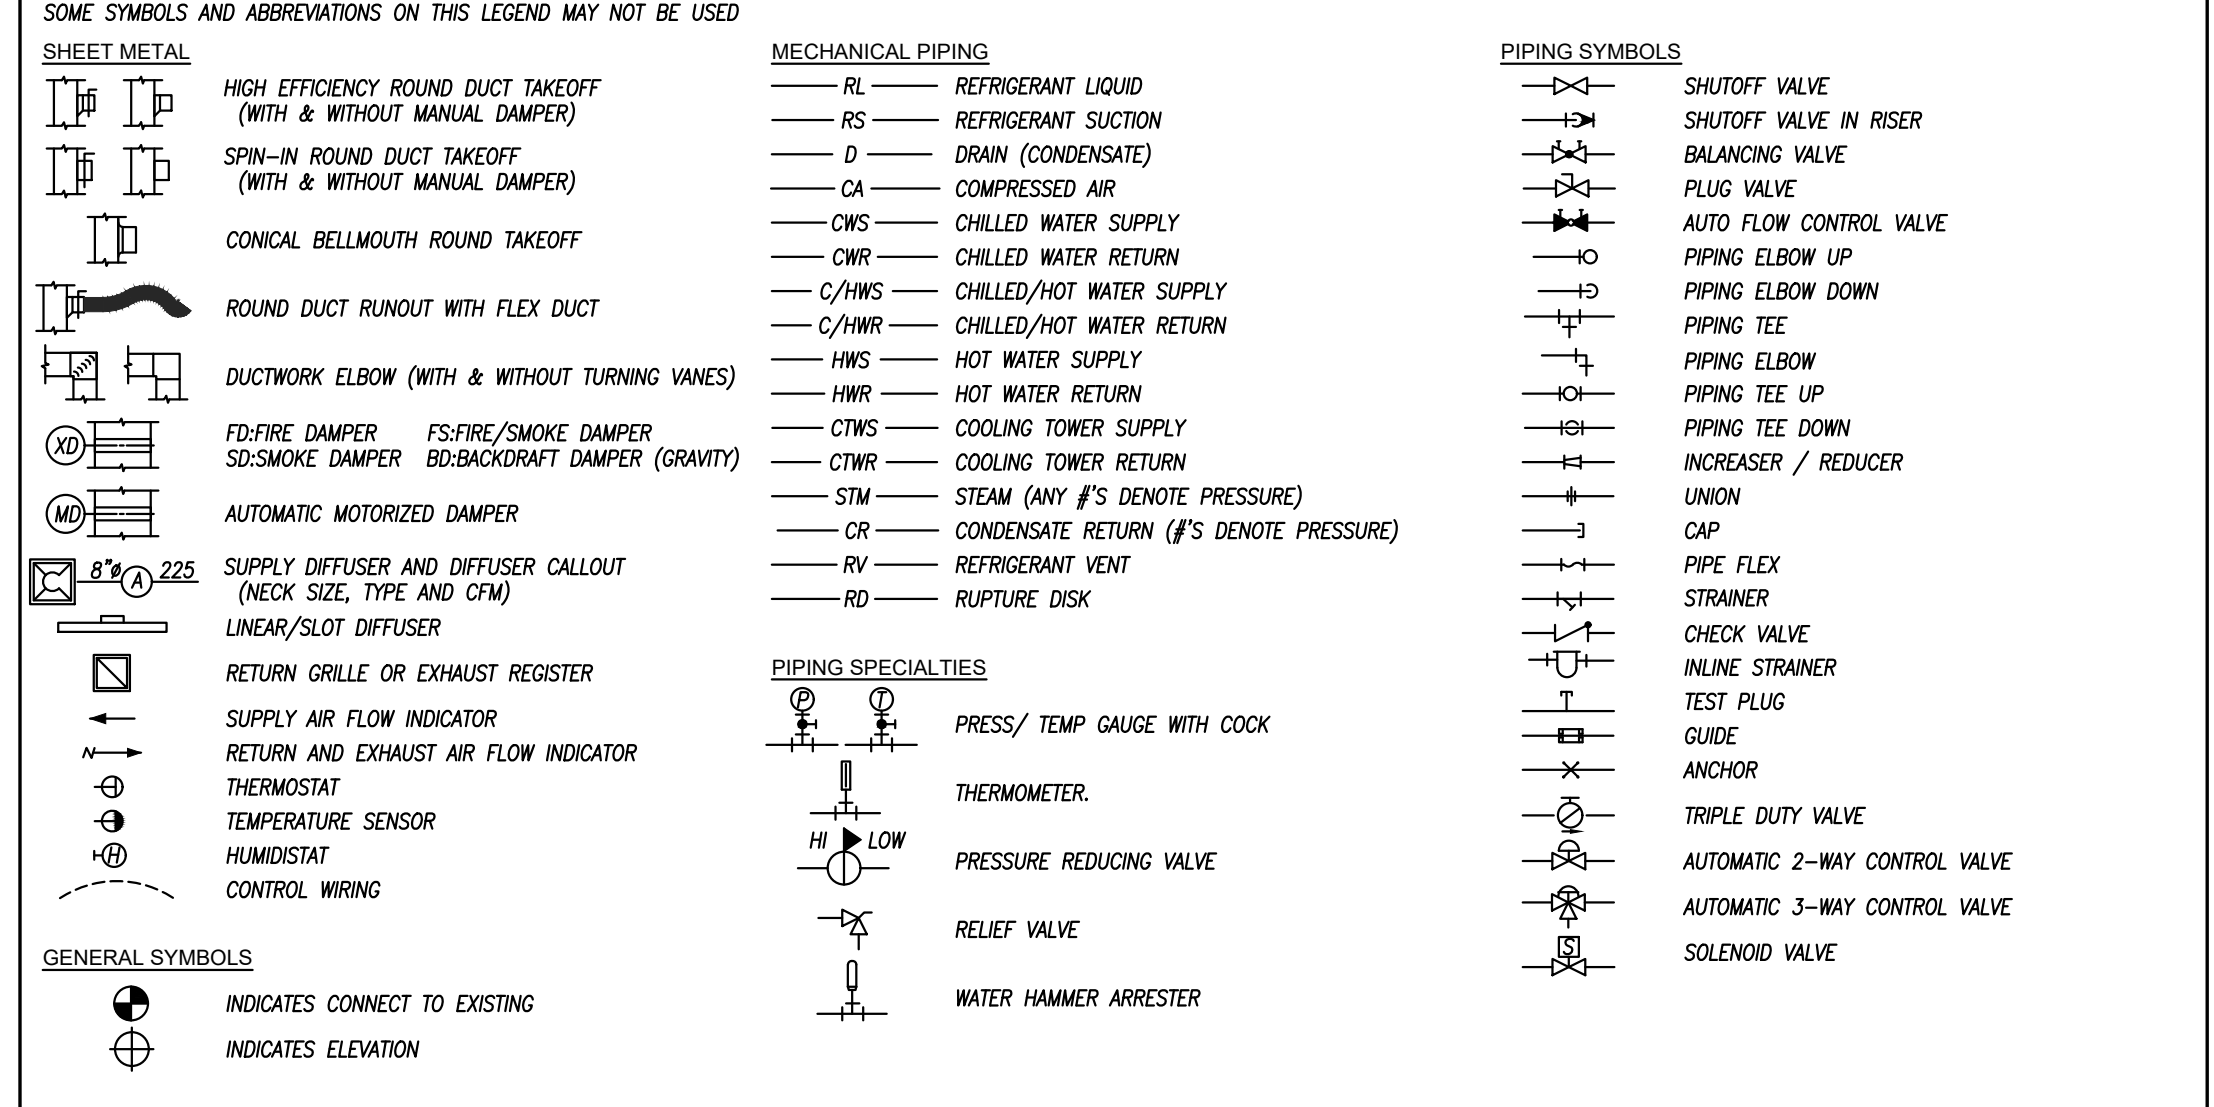 SOME SYMBOLS AND ABBREVIATIONS ON THIS LEGEND MAY NOT BE USED
SHEET METAL
HIGH EFFICIENCY ROUND DUCT TAKEOFF
(WITH & WITHOUT MANUAL DAMPER)
SPIN-IN ROUND DUCT TAKEOFF
(WITH & WITHOUT MANUAL DAMPER)
CONICAL BELLMOUTH ROUND TAKEOFF
ROUND DUCT RUNOUT WITH FLEX DUCT
DUCTWORK ELBOW (WITH & WITHOUT TURNING VANES)
XD
FD:FIRE DAMPER FS:FIRE/SMOKE DAMPER
SD:SMOKE DAMPER BD:BACKDRAFT DAMPER (GRAVITY)
MD AUTOMATIC MOTORIZED DAMPER
8"ø A 225 SUPPLY DIFFUSER AND DIFFUSER CALLOUT
(NECK SIZE, TYPE AND CFM)
LINEAR/SLOT DIFFUSER
RETURN GRILLE OR EXHAUST REGISTER
SUPPLY AIR FLOW INDICATOR
RETURN AND EXHAUST AIR FLOW INDICATOR
THERMOSTAT
TEMPERATURE SENSOR
H HUMIDISTAT
CONTROL WIRING
GENERAL SYMBOLS
INDICATES CONNECT TO EXISTING
INDICATES ELEVATION
MECHANICAL PIPING
RL REFRIGERANT LIQUID
RS REFRIGERANT SUCTION
D DRAIN (CONDENSATE)
CA COMPRESSED AIR
CWS CHILLED WATER SUPPLY
CWR CHILLED WATER RETURN
C/HWS CHILLED/HOT WATER SUPPLY
C/HWR CHILLED/HOT WATER RETURN
HWS HOT WATER SUPPLY
HWR HOT WATER RETURN
CTWS COOLING TOWER SUPPLY
CTWR COOLING TOWER RETURN
STM STEAM (ANY #'S DENOTE PRESSURE)
CR CONDENSATE RETURN (#'S DENOTE PRESSURE)
RV REFRIGERANT VENT
RD RUPTURE DISK
PIPING SPECIALTIES
P T PRESS/ TEMP GAUGE WITH COCK
THERMOMETER.
HI LOW
PRESSURE REDUCING VALVE
RELIEF VALVE
WATER HAMMER ARRESTER
PIPING SYMBOLS
SHUTOFF VALVE
SHUTOFF VALVE IN RISER
BALANCING VALVE
PLUG VALVE
AUTO FLOW CONTROL VALVE
PIPING ELBOW UP
PIPING ELBOW DOWN
PIPING TEE
PIPING ELBOW
PIPING TEE UP
PIPING TEE DOWN
INCREASER / REDUCER
UNION
CAP
PIPE FLEX
STRAINER
CHECK VALVE
INLINE STRAINER
TEST PLUG
GUIDE
ANCHOR
TRIPLE DUTY VALVE
AUTOMATIC 2-WAY CONTROL VALVE
AUTOMATIC 3-WAY CONTROL VALVE
S SOLENOID VALVE